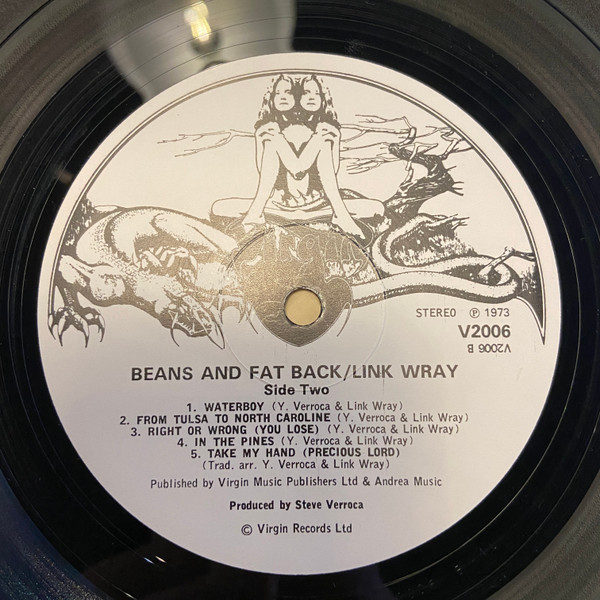 Virgin
STEREO ℗ 1973
V2006
V2006 B
BEANS AND FAT BACK/LINK WRAY
Side Two
1. WATERBOY (Y. Verroca & Link Wray)
2. FROM TULSA TO NORTH CAROLINE (Y. Verroca & Link Wray)
3. RIGHT OR WRONG (YOU LOSE) (Y. Verroca & Link Wray)
4. IN THE PINES (Y. Verroca & Link Wray)
5. TAKE MY HAND (PRECIOUS LORD)
(Trad. arr. Y. Verroca & Link Wray)
Published by Virgin Music Publishers Ltd & Andrea Music
Produced by Steve Verroca
© Virgin Records Ltd